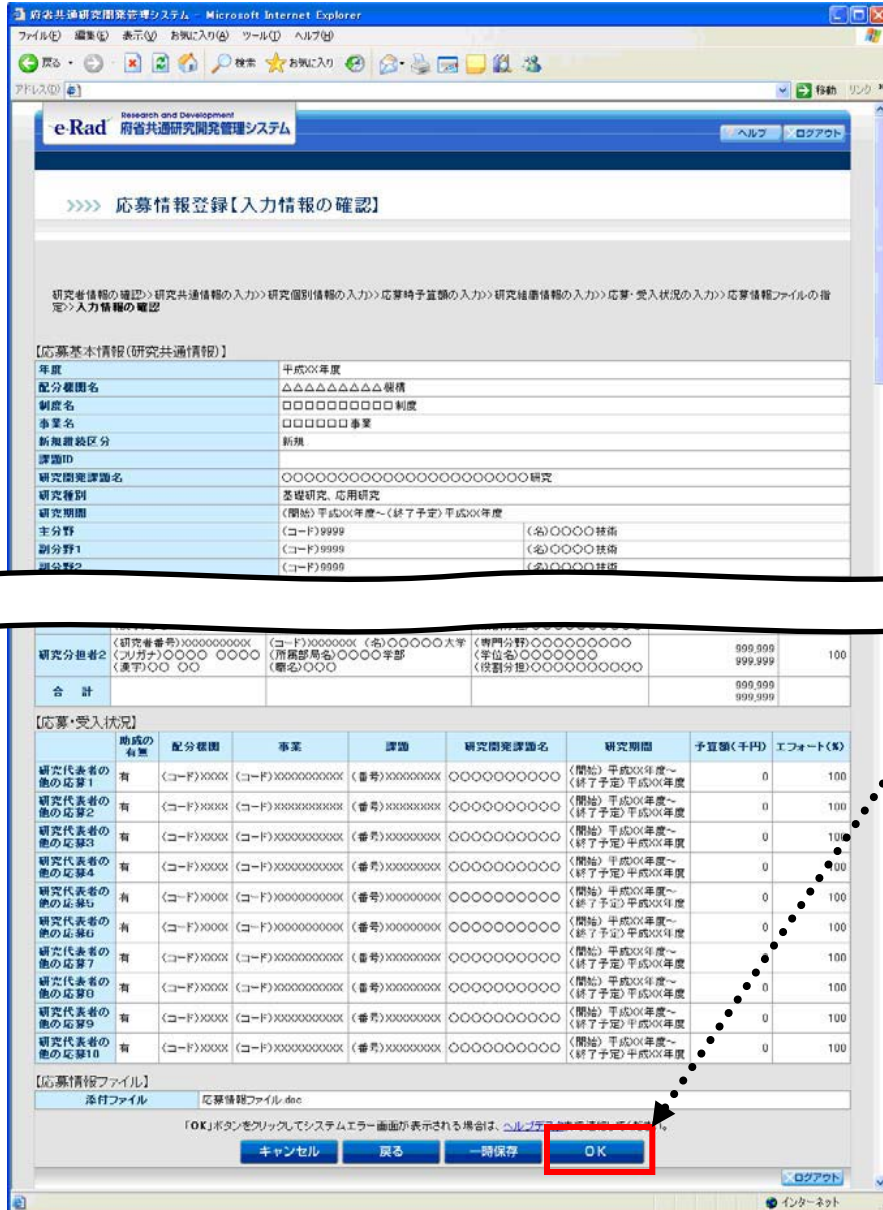 府省共通研究開発管理システム - Microsoft Internet Explorer
ファイル(F) 編集(E) 表示(V) お気に入り(A) ツール(T) ヘルプ(H)
戻る 検索 お気に入り
アドレス(D) 移動 リンク
e-Rad Research and Development
府省共通研究開発管理システム
ヘルプ ログアウト
>>>> 応募情報登録【入力情報の確認】
研究者情報の確認>>研究共通情報の入力>>研究個別情報の入力>>応募時予算額の入力>>研究組織情報の入力>>応募・受入状況の入力>>応募情報ファイルの指
定>>入力情報の確認
【応募基本情報(研究共通情報)】
年度 平成XX年度
配分機関名 △△△△△△△△△機構
制度名 □□□□□□□□□□制度
事業名 □□□□□□事業
新規継続区分 新規
課題ID
研究開発課題名 ○○○○○○○○○○○○○○○○○○○○○○研究
研究種別 基礎研究、応用研究
研究期間 (開始)平成XX年度~(終了予定)平成XX年度
主分野 (コード)9999 (名)○○○○技術
副分野1 (コード)9999 (名)○○○○技術
副分野2 (コード)9999 (名)○○○○技術
研究分担者2 (研究者番号)XXXXXXXXXX (コード)XXXXXXX (名)○○○○○大学 (専門分野)○○○○○○○○○ 999,999 100
(フリガナ)○○○○ ○○○○ (所属部局名)○○○○学部 (学位名)○○○○○○○ 999,999
(漢字)○○ ○○ (職名)○○○ (役割分担)○○○○○○○○○○
合 計 999,999
999,999
【応募・受入状況】
助成の有無 配分機関 事業 課題 研究開発課題名 研究期間 予算額(千円) エフォート(%)
研究代表者の他の応募1 有 (コード)XXXX (コード)XXXXXXXXXX (番号)XXXXXXXX ○○○○○○○○○○ (開始) 平成XX年度~(終了予定)平成XX年度 0 100
研究代表者の他の応募2 有 (コード)XXXX (コード)XXXXXXXXXX (番号)XXXXXXXX ○○○○○○○○○○ (開始) 平成XX年度~(終了予定)平成XX年度 0 100
研究代表者の他の応募3 有 (コード)XXXX (コード)XXXXXXXXXX (番号)XXXXXXXX ○○○○○○○○○○ (開始) 平成XX年度~(終了予定)平成XX年度 0 100
研究代表者の他の応募4 有 (コード)XXXX (コード)XXXXXXXXXX (番号)XXXXXXXX ○○○○○○○○○○ (開始) 平成XX年度~(終了予定)平成XX年度 0 100
研究代表者の他の応募5 有 (コード)XXXX (コード)XXXXXXXXXX (番号)XXXXXXXX ○○○○○○○○○○ (開始) 平成XX年度~(終了予定)平成XX年度 0 100
研究代表者の他の応募6 有 (コード)XXXX (コード)XXXXXXXXXX (番号)XXXXXXXX ○○○○○○○○○○ (開始) 平成XX年度~(終了予定)平成XX年度 0 100
研究代表者の他の応募7 有 (コード)XXXX (コード)XXXXXXXXXX (番号)XXXXXXXX ○○○○○○○○○○ (開始) 平成XX年度~(終了予定)平成XX年度 0 100
研究代表者の他の応募8 有 (コード)XXXX (コード)XXXXXXXXXX (番号)XXXXXXXX ○○○○○○○○○○ (開始) 平成XX年度~(終了予定)平成XX年度 0 100
研究代表者の他の応募9 有 (コード)XXXX (コード)XXXXXXXXXX (番号)XXXXXXXX ○○○○○○○○○○ (開始) 平成XX年度~(終了予定)平成XX年度 0 100
研究代表者の他の応募10 有 (コード)XXXX (コード)XXXXXXXXXX (番号)XXXXXXXX ○○○○○○○○○○ (開始) 平成XX年度~(終了予定)平成XX年度 0 100
【応募情報ファイル】
添付ファイル 応募情報ファイル.doc
「OK」ボタンをクリックしてシステムエラー画面が表示される場合は、ヘルプデスクまで連絡してください。
キャンセル 戻る 一時保存 OK
ログアウト
インターネット